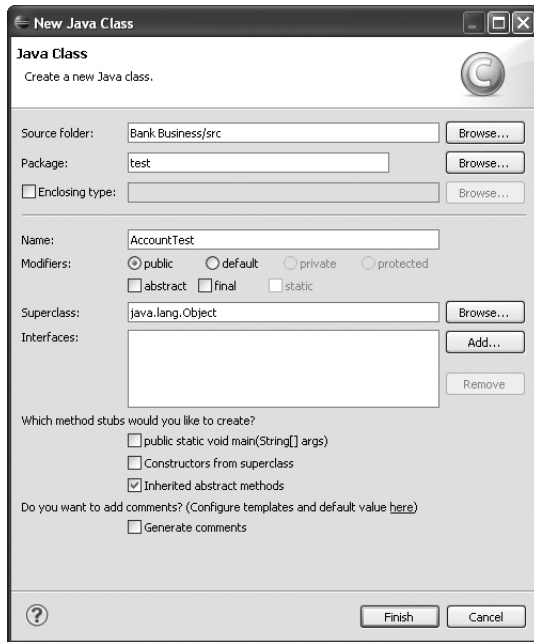 New Java Class
Java Class
Create a new Java class.
Source folder: Bank Business/src Browse...
Package: test Browse...
Enclosing type: Browse...
Name: AccountTest
Modifiers: public default private protected
abstract final static
Superclass: java.lang.Object Browse...
Interfaces: Add...
Remove
Which method stubs would you like to create?
public static void main(String[] args)
Constructors from superclass
Inherited abstract methods
Do you want to add comments? (Configure templates and default value here)
Generate comments
? Finish Cancel